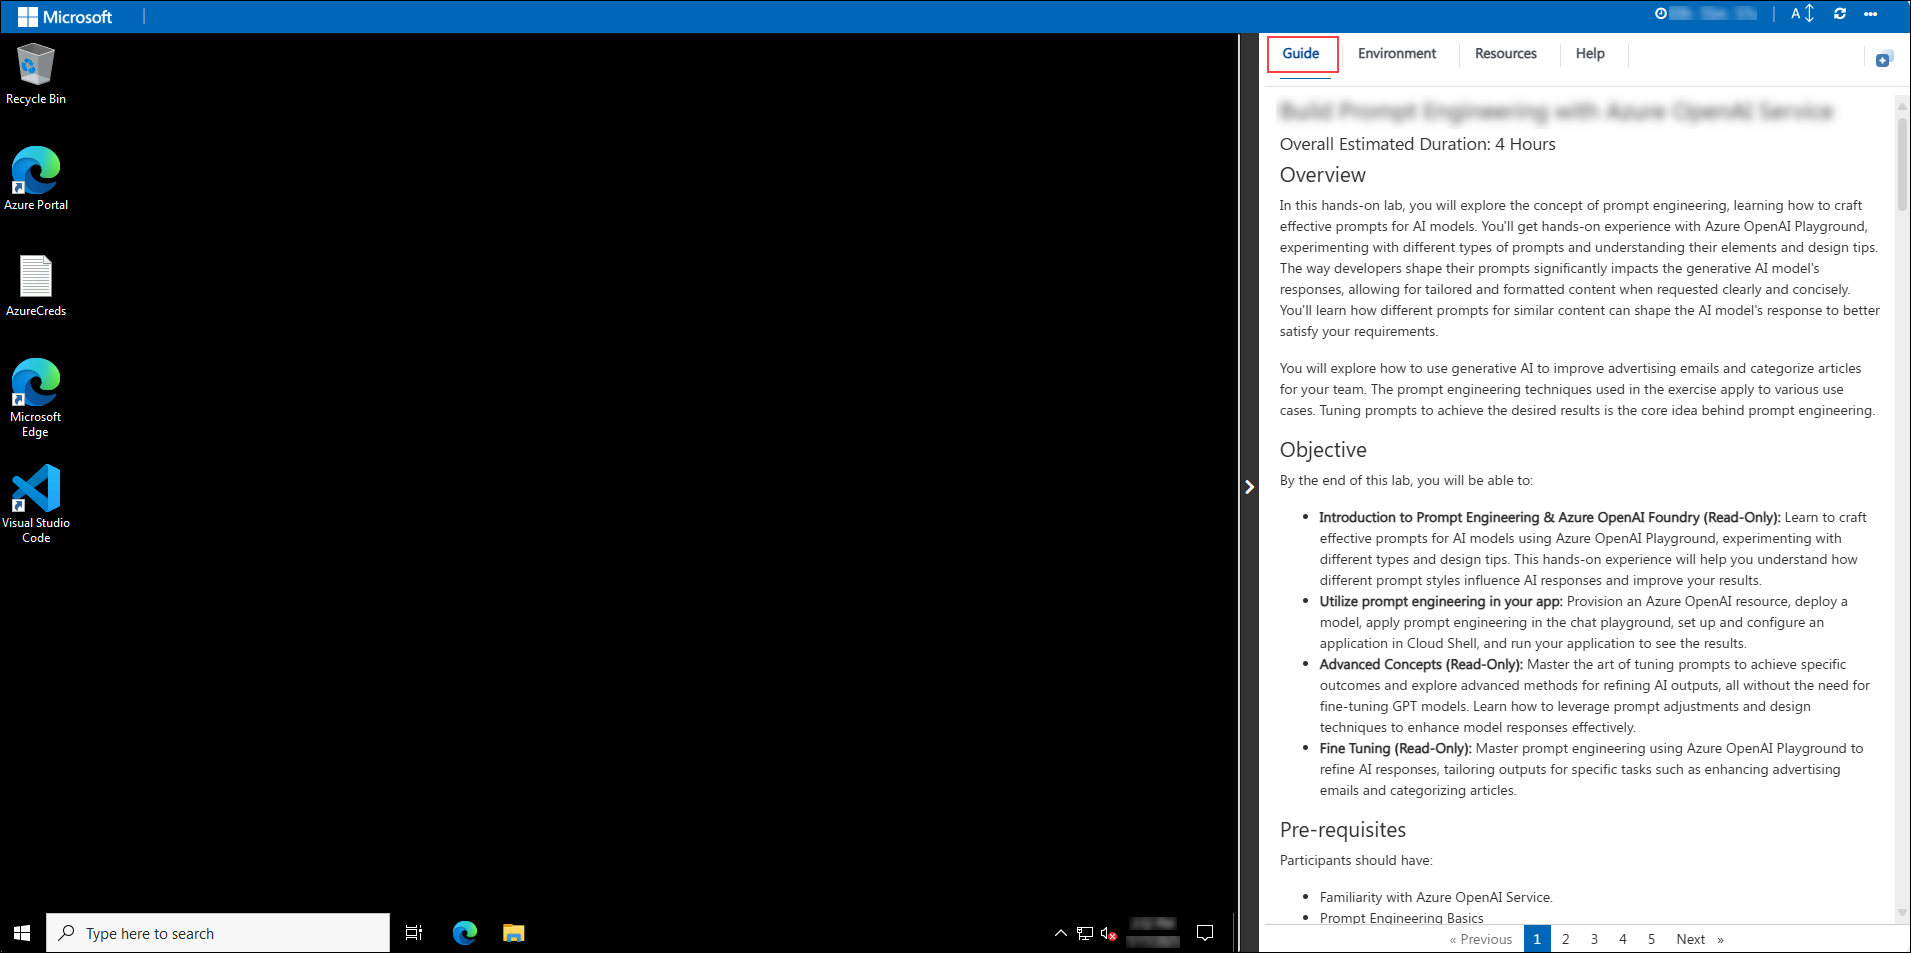 Microsoft
A
Recycle Bin
Azure Portal
AzureCreds
Microsoft
Edge
Visual Studio
Code
Type here to search
Guide
Environment
Resources
Help
Build Prompt Engineering with Azure OpenAI Service
Overall Estimated Duration: 4 Hours
Overview
In this hands-on lab, you will explore the concept of prompt engineering, learning how to craft
effective prompts for AI models. You'll get hands-on experience with Azure OpenAI Playground,
experimenting with different types of prompts and understanding their elements and design tips.
The way developers shape their prompts significantly impacts the generative AI model's
responses, allowing for tailored and formatted content when requested clearly and concisely.
You'll learn how different prompts for similar content can shape the AI model's response to better
satisfy your requirements.
You will explore how to use generative AI to improve advertising emails and categorize articles
for your team. The prompt engineering techniques used in the exercise apply to various use
cases. Tuning prompts to achieve the desired results is the core idea behind prompt engineering.
Objective
By the end of this lab, you will be able to:
• Introduction to Prompt Engineering & Azure OpenAI Foundry (Read-Only): Learn to craft
effective prompts for AI models using Azure OpenAI Playground, experimenting with
different types and design tips. This hands-on experience will help you understand how
different prompt styles influence AI responses and improve your results.
• Utilize prompt engineering in your app: Provision an Azure OpenAI resource, deploy a
model, apply prompt engineering in the chat playground, set up and configure an
application in Cloud Shell, and run your application to see the results.
• Advanced Concepts (Read-Only): Master the art of tuning prompts to achieve specific
outcomes and explore advanced methods for refining AI outputs, all without the need for
fine-tuning GPT models. Learn how to leverage prompt adjustments and design
techniques to enhance model responses effectively.
• Fine Tuning (Read-Only): Master prompt engineering using Azure OpenAI Playground to
refine AI responses, tailoring outputs for specific tasks such as enhancing advertising
emails and categorizing articles.
Pre-requisites
Participants should have:
• Familiarity with Azure OpenAI Service.
• Prompt Engineering Basics
« Previous 1 2 3 4 5 Next »